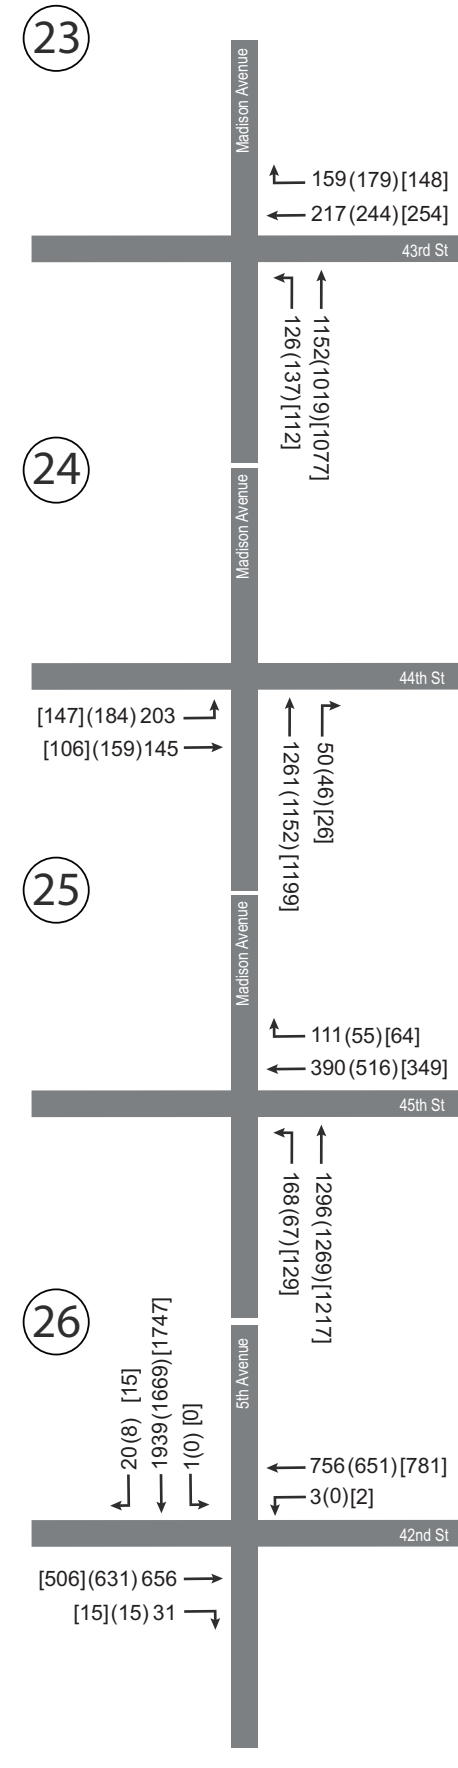 23
Madison Avenue
159(179)[148]
217(244)[254]
43rd St
126(137)[112]
1152(1019)[1077]
24
Madison Avenue
44th St
[147](184)203
[106](159)145
1261(1152)[1199]
50(46)[26]
25
Madison Avenue
111(55)[64]
390(516)[349]
45th St
168(67)[129]
1296(1269)[1217]
26
20(8) [15]
1939(1669)[1747]
1(0) [0]
5th Avenue
756(651)[781]
3(0)[2]
42nd St
[506](631)656
[15](15)31